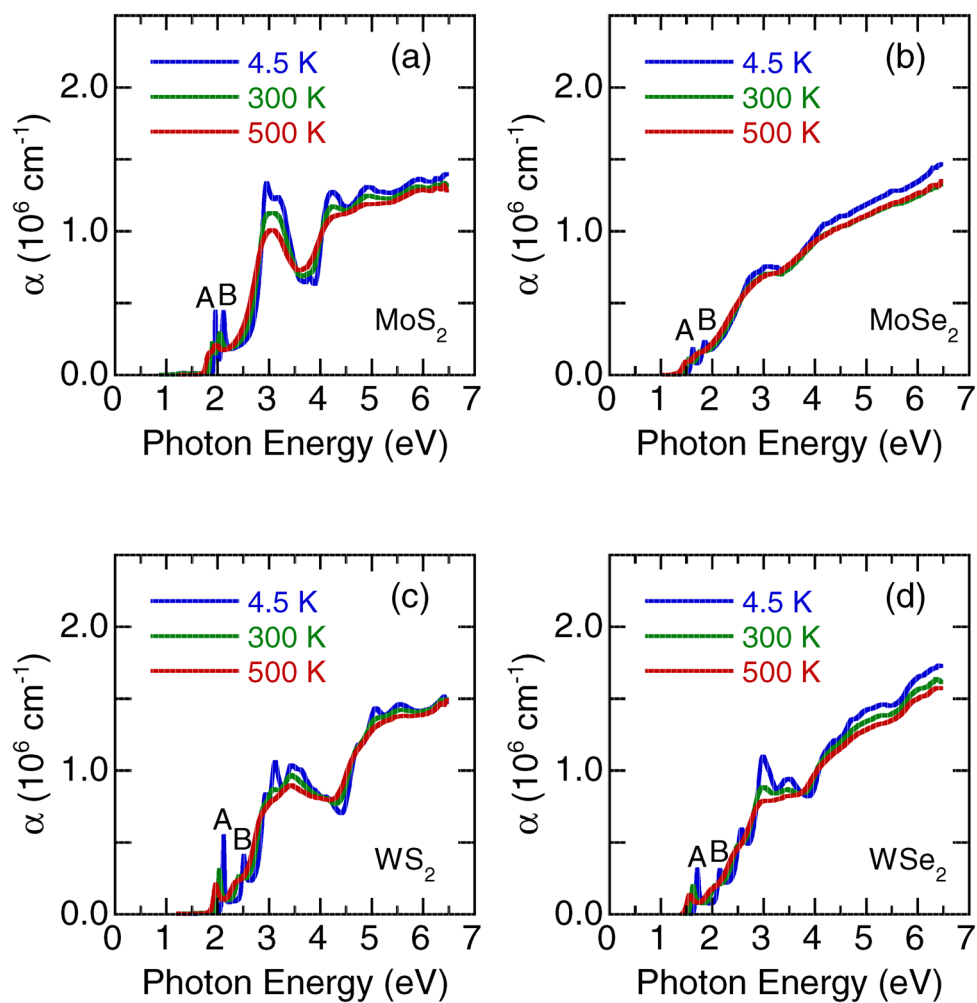 (a)
4.5 K
300 K
500 K
α (10⁶ cm⁻¹)
2.0
1.0
0.0
A B
MoS₂
0 1 2 3 4 5 6 7
Photon Energy (eV)
(b)
4.5 K
300 K
500 K
α (10⁶ cm⁻¹)
2.0
1.0
0.0
A B
MoSe₂
0 1 2 3 4 5 6 7
Photon Energy (eV)
(c)
4.5 K
300 K
500 K
α (10⁶ cm⁻¹)
2.0
1.0
0.0
A B
WS₂
0 1 2 3 4 5 6 7
Photon Energy (eV)
(d)
4.5 K
300 K
500 K
α (10⁶ cm⁻¹)
2.0
1.0
0.0
A B
WSe₂
0 1 2 3 4 5 6 7
Photon Energy (eV)